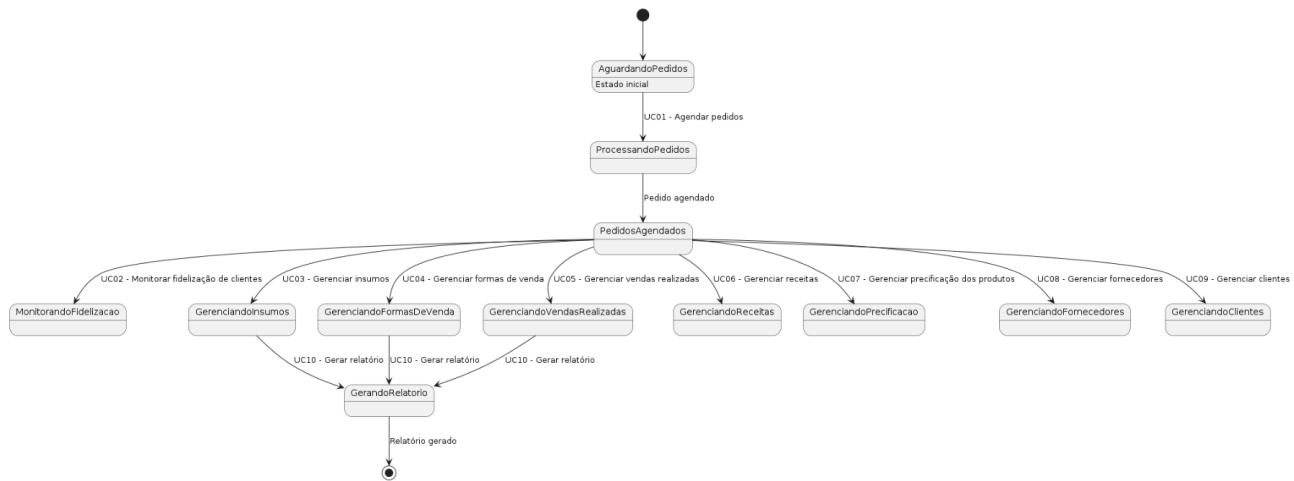 AguardandoPedidos
Estado inicial
UC01 - Agendar pedidos
ProcessandoPedidos
Pedido agendado
PedidosAgendados
UC02 - Monitorar fidelização de clientes
UC03 - Gerenciar insumos
UC04 - Gerenciar formas de venda
UC05 - Gerenciar vendas realizadas
UC06 - Gerenciar receitas
UC07 - Gerenciar precificação dos produtos
UC08 - Gerenciar fornecedores
UC09 - Gerenciar clientes
MonitorandoFidelizacao
GerenciandoInsumos
GerenciandoFormasDeVenda
GerenciandoVendasRealizadas
GerenciandoReceitas
GerenciandoPrecificacao
GerenciandoFornecedores
GerenciandoClientes
UC10 - Gerar relatório
UC10 - Gerar relatório
UC10 - Gerar relatório
GerandoRelatorio
Relatório gerado